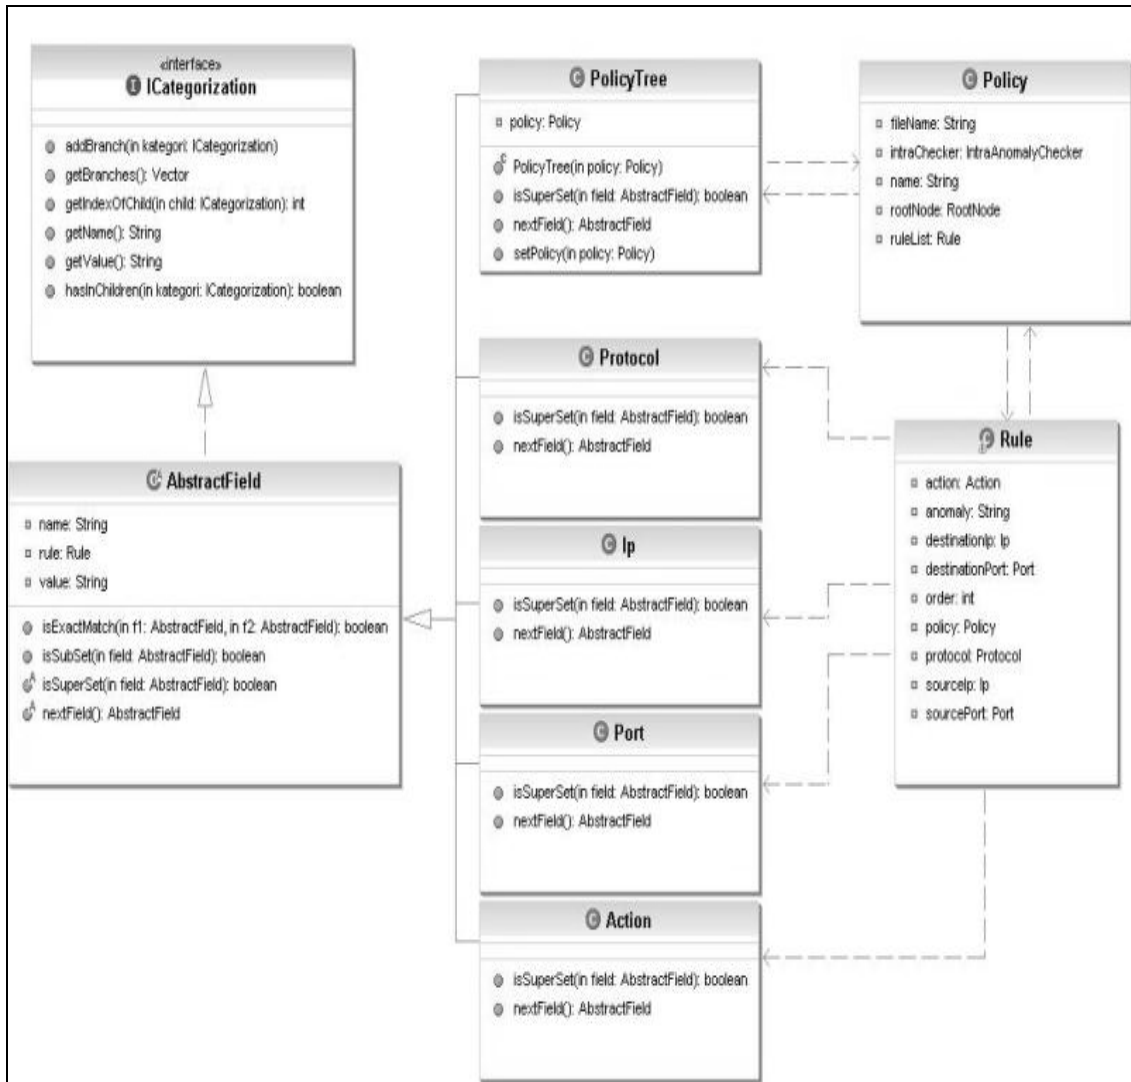 «interface»
ICategorization
addBranch(in kategori: ICategorization)
getBranches(): Vector
getIndexOfChild(in child: ICategorization): int
getName(): String
getValue(): String
hasInChildren(in kategori: ICategorization): boolean
AbstractField
name: String
rule: Rule
value: String
isExactMatch(in f1: AbstractField, in f2: AbstractField): boolean
isSubSet(in field: AbstractField): boolean
isSuperSet(in field: AbstractField): boolean
nextField(): AbstractField
PolicyTree
policy: Policy
PolicyTree(in policy: Policy)
isSuperSet(in field: AbstractField): boolean
nextField(): AbstractField
setPolicy(in policy: Policy)
Protocol
isSuperSet(in field: AbstractField): boolean
nextField(): AbstractField
Ip
isSuperSet(in field: AbstractField): boolean
nextField(): AbstractField
Port
isSuperSet(in field: AbstractField): boolean
nextField(): AbstractField
Action
isSuperSet(in field: AbstractField): boolean
nextField(): AbstractField
Policy
fileName: String
intraChecker: IntraAnomalyChecker
name: String
rootNode: RootNode
ruleList: Rule
Rule
action: Action
anomaly: String
destinationIp: Ip
destinationPort: Port
order: int
policy: Policy
protocol: Protocol
sourceIp: Ip
sourcePort: Port